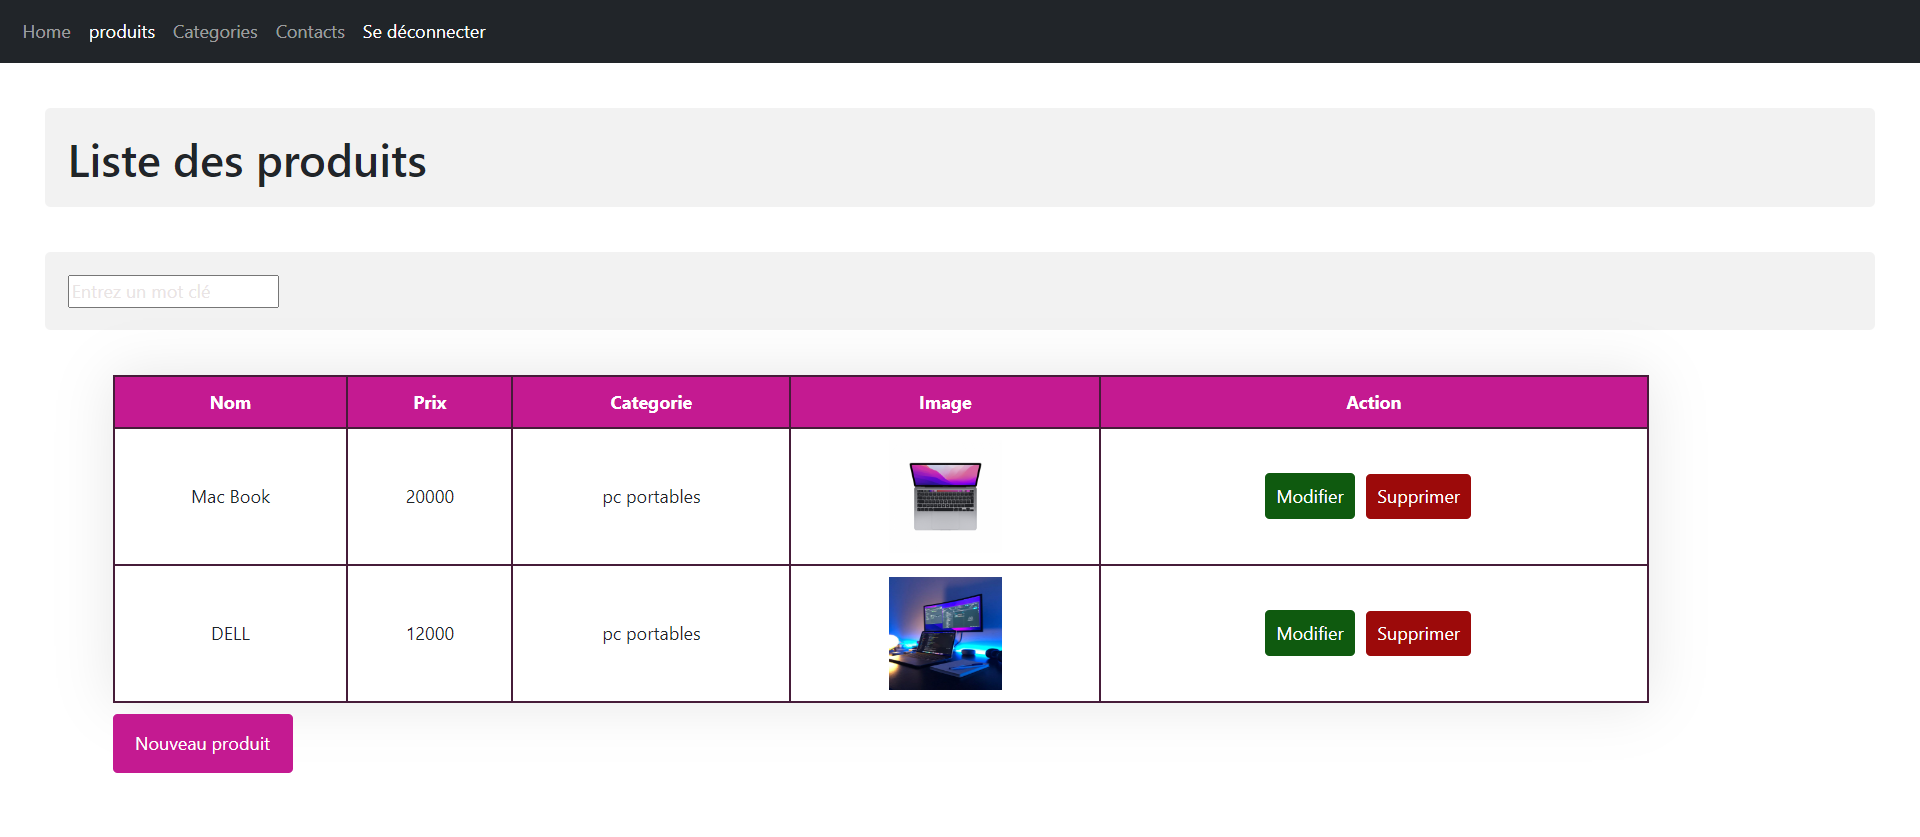 Home produits Categories Contacts Se déconnecter
Liste des produits
Entrez un mot clé
Nom Prix Categorie Image Action
Mac Book 20000 pc portables Modifier Supprimer
DELL 12000 pc portables Modifier Supprimer
Nouveau produit